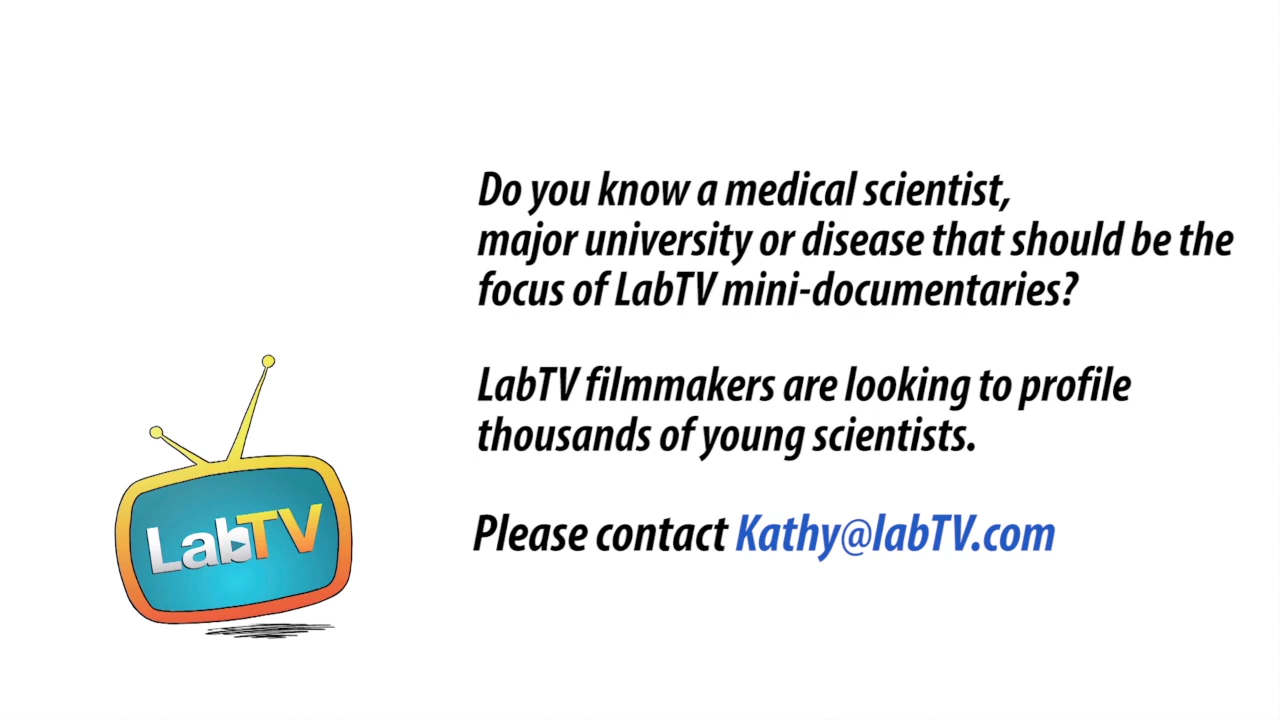 Do you know a medical scientist,
major university or disease that should be the
focus of LabTV mini-documentaries?
LabTV filmmakers are looking to profile
thousands of young scientists.
Please contact Kathy@labTV.com
LabTV